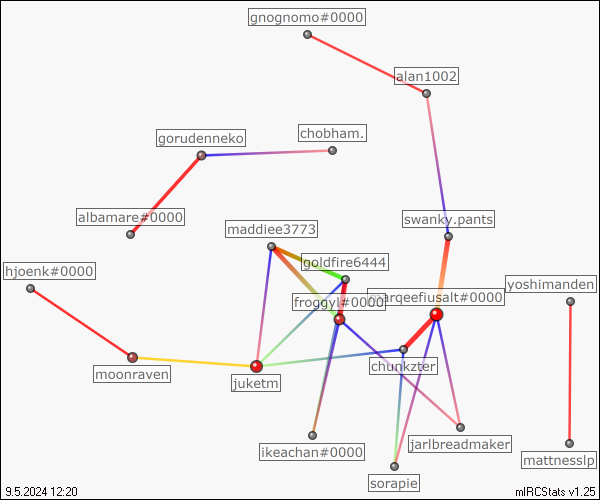 gnognomo#0000
alan1002
chobham.
gorudenneko
albamare#0000
swanky.pants
maddiee3773
goldfire6444
hjoenk#0000
yoshimanden
froggyl#0000
marqeefiusalt#0000
chunkzter
moonraven
juketm
jarlbreadmaker
ikeachan#0000
mattnesslp
sorapie
9.5.2024 12:20
mIRCStats v1.25